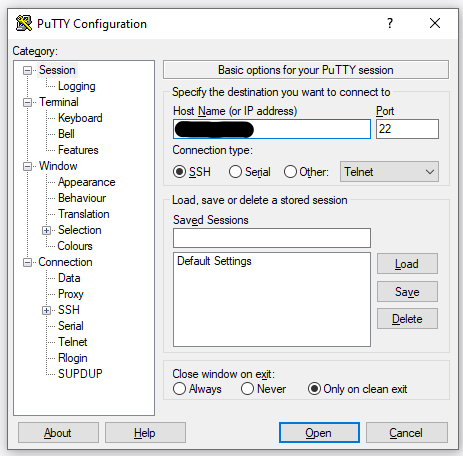 PuTTY Configuration
?
Category:
Session
Logging
Terminal
Keyboard
Bell
Features
Window
Appearance
Behaviour
Translation
Selection
Colours
Connection
Data
Proxy
SSH
Serial
Telnet
Rlogin
SUPDUP
Basic options for your PuTTY session
Specify the destination you want to connect to
Host Name (or IP address) Port
22
Connection type:
SSH Serial Other: Telnet
Load, save or delete a stored session
Saved Sessions
Default Settings
Load
Save
Delete
Close window on exit:
Always Never Only on clean exit
About Help Open Cancel